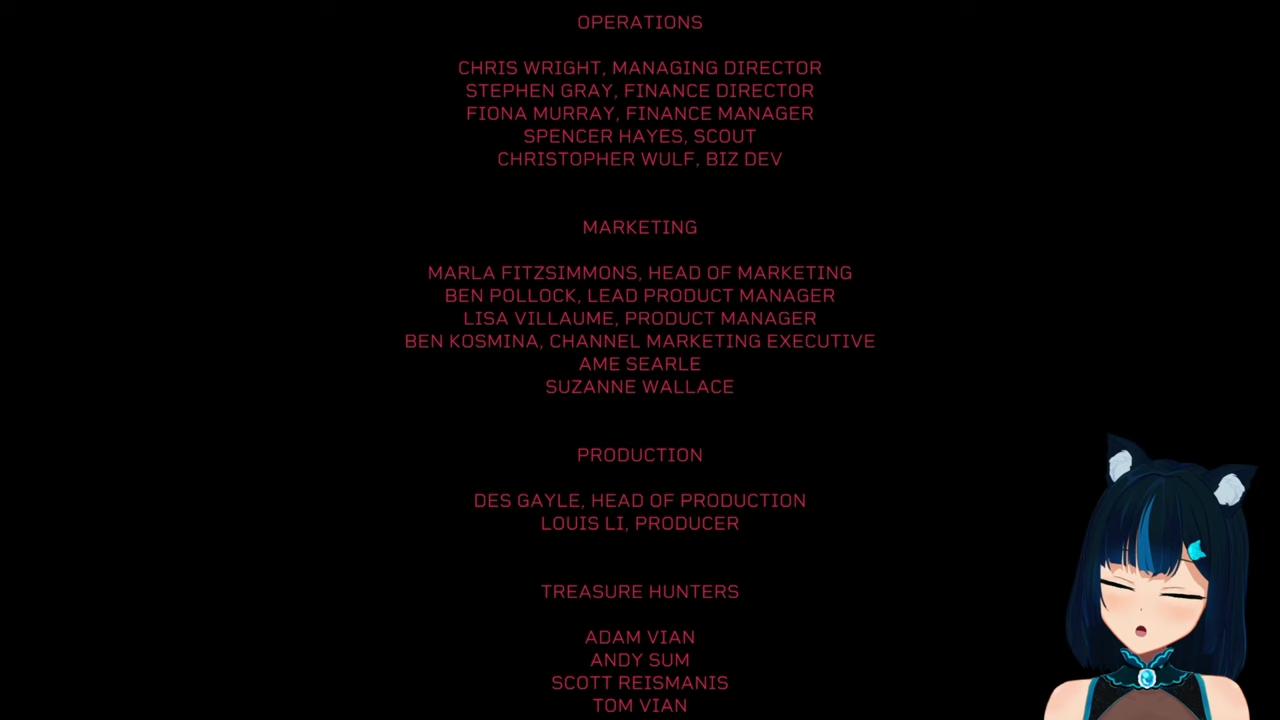 OPERATIONS
CHRIS WRIGHT, MANAGING DIRECTOR
STEPHEN GRAY, FINANCE DIRECTOR
FIONA MURRAY, FINANCE MANAGER
SPENCER HAYES, SCOUT
CHRISTOPHER WULF, BIZ DEV
MARKETING
MARLA FITZSIMMONS, HEAD OF MARKETING
BEN POLLOCK, LEAD PRODUCT MANAGER
LISA VILLAUME, PRODUCT MANAGER
BEN KOSMINA, CHANNEL MARKETING EXECUTIVE
AME SEARLE
SUZANNE WALLACE
PRODUCTION
DES GAYLE, HEAD OF PRODUCTION
LOUIS LI, PRODUCER
TREASURE HUNTERS
ADAM VIAN
ANDY SUM
SCOTT REISMANIS
TOM VIAN